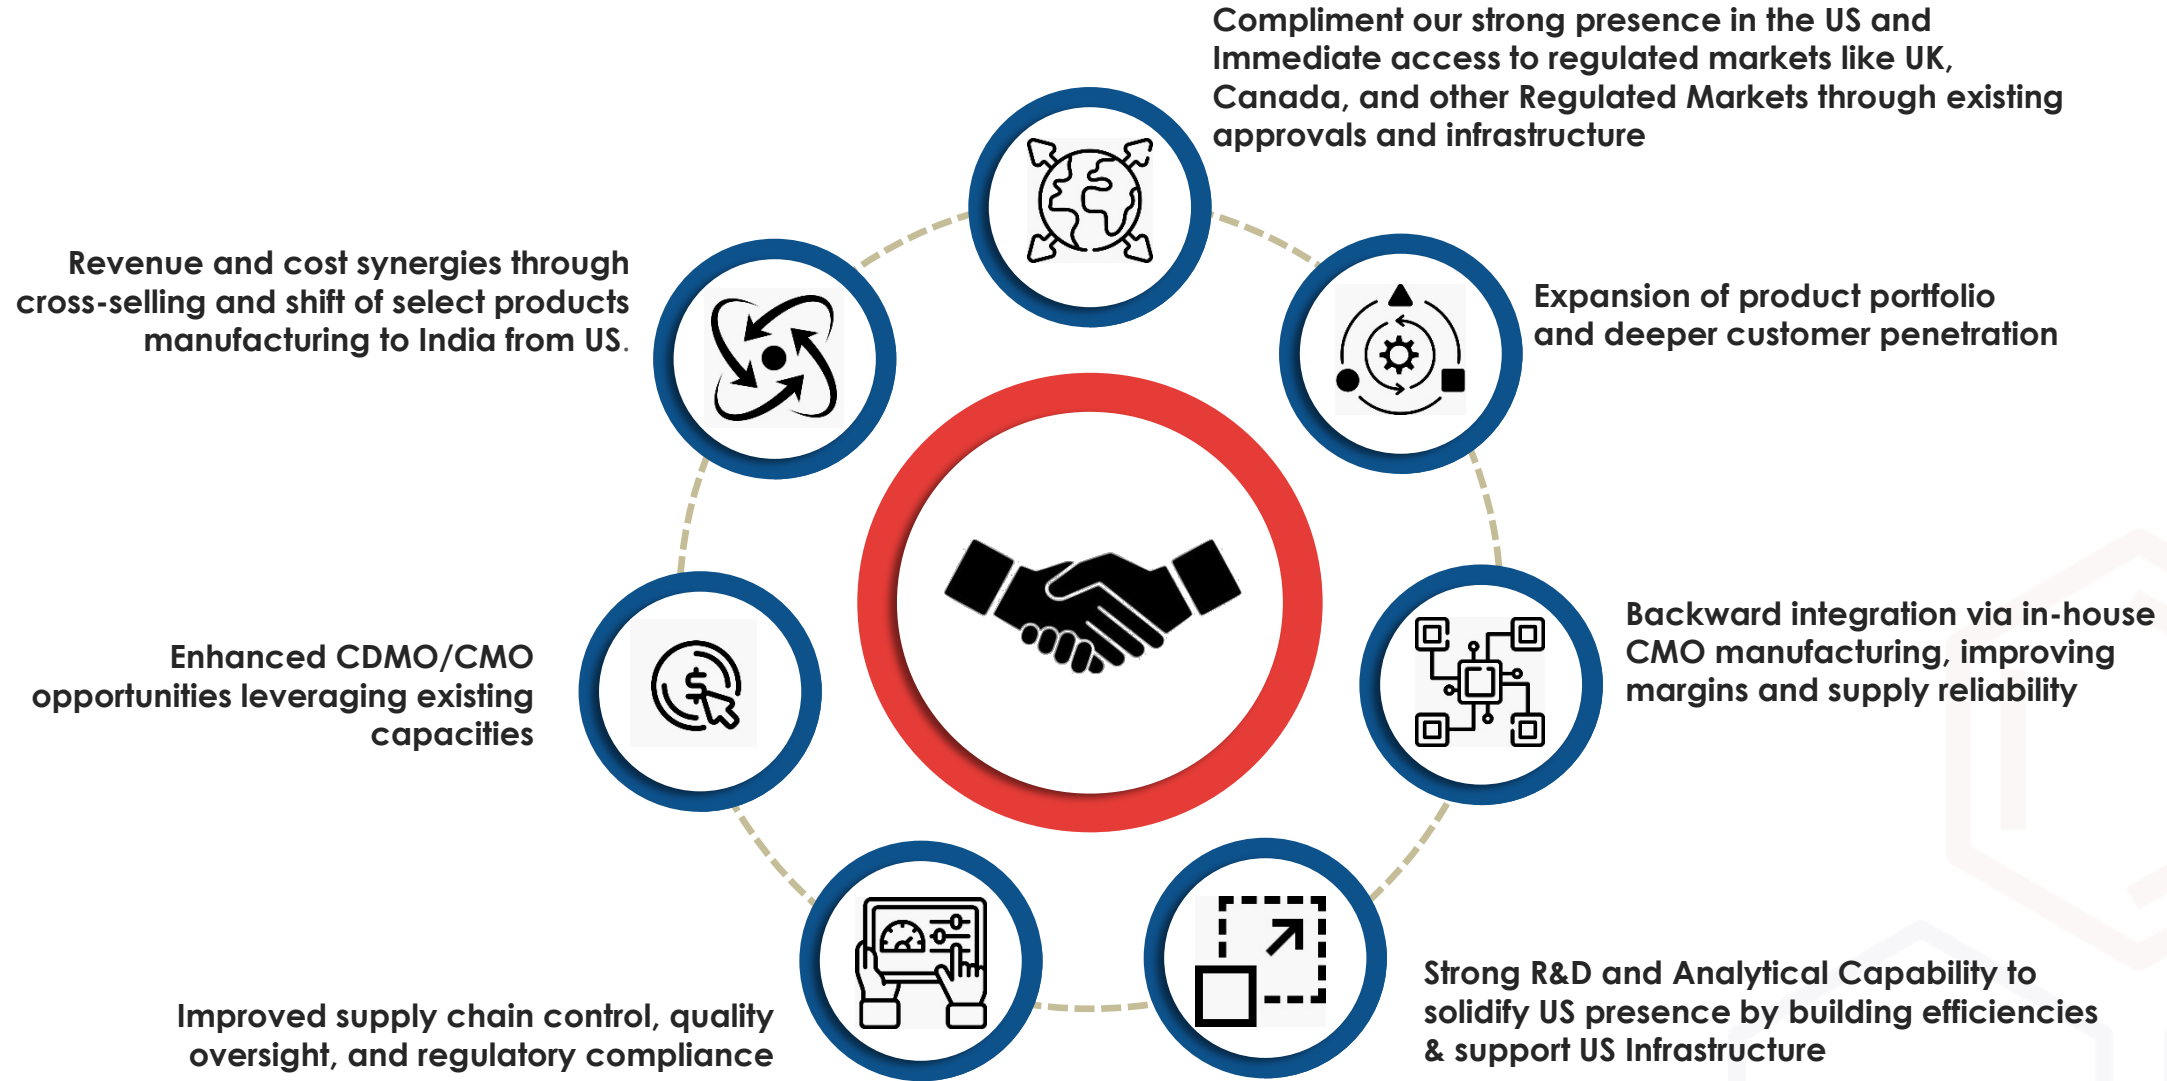 Compliment our strong presence in the US and
Immediate access to regulated markets like UK,
Canada, and other Regulated Markets through existing
approvals and infrastructure
Expansion of product portfolio
and deeper customer penetration
Backward integration via in-house
CMO manufacturing, improving
margins and supply reliability
Strong R&D and Analytical Capability to
solidify US presence by building efficiencies
& support US Infrastructure
Improved supply chain control, quality
oversight, and regulatory compliance
Enhanced CDMO/CMO
opportunities leveraging existing
capacities
Revenue and cost synergies through
cross-selling and shift of select products
manufacturing to India from US.
$